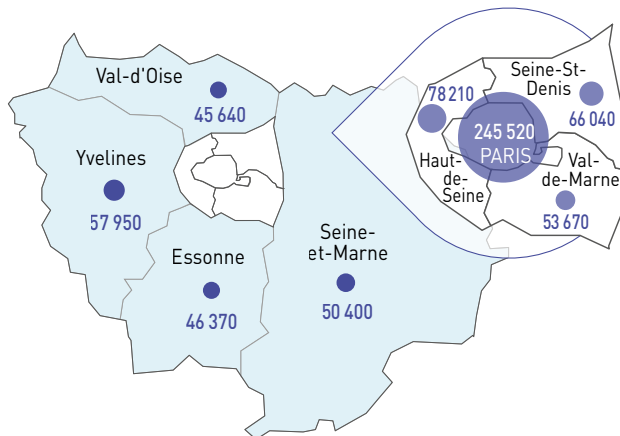 Val-d'Oise
45 640
Yvelines
57 950
Essonne
46 370
Seine-
et-Marne
50 400
78 210
Haut-
de-
Seine
245 520
PARIS
Seine-St-
Denis
66 040
Val-
de-Marne
53 670